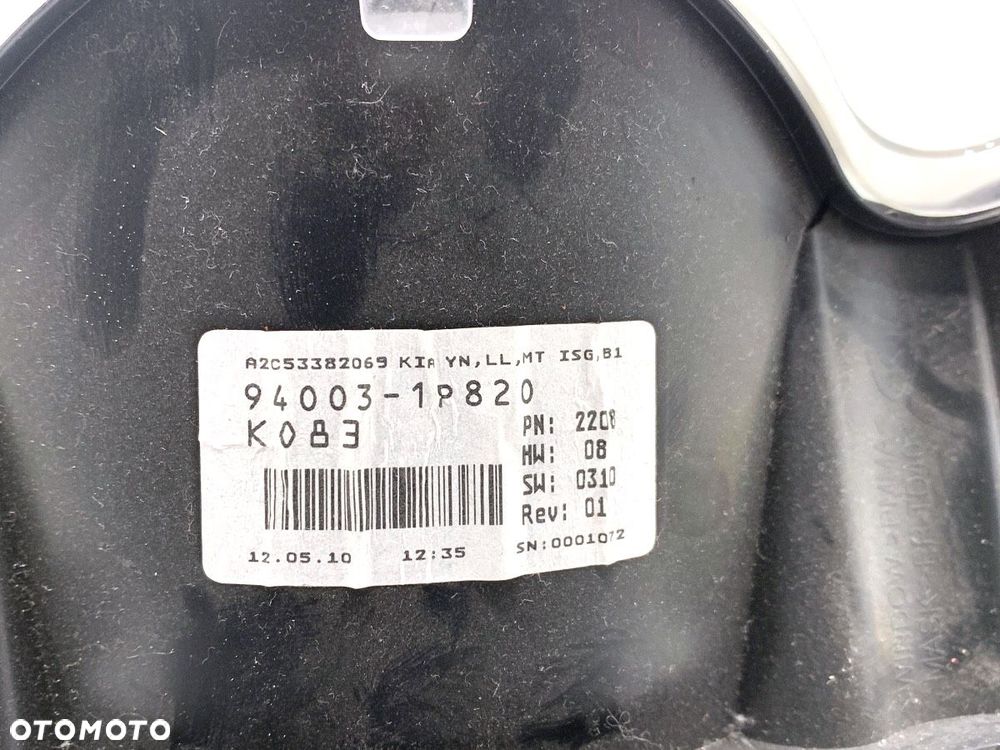 A2C53382069 KIA YN,LL,MT ISG,B1
94003-1P820
K083
PN: 2208
HW: 08
SW: 0310
Rev: 01
12.05.10 12:35 SN:0001072
OTOMOTO